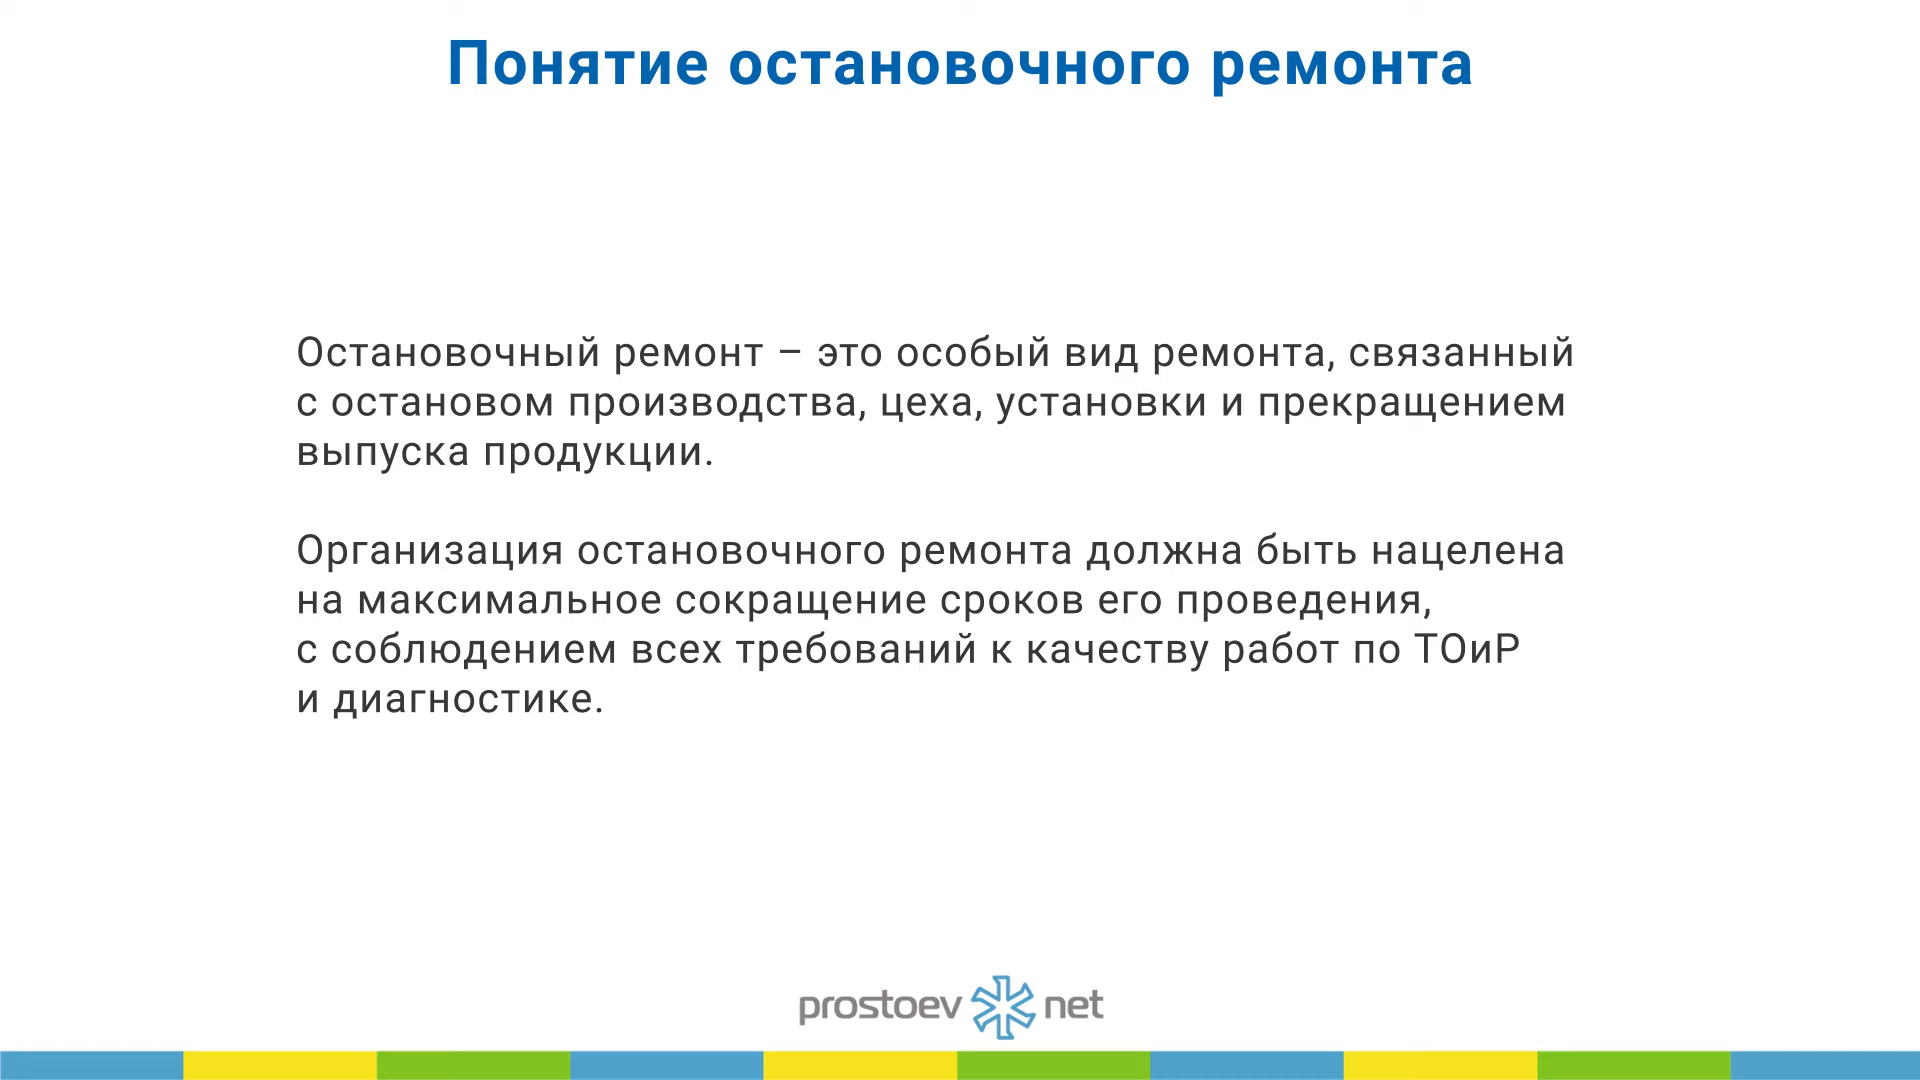 Понятие остановочного ремонта
Остановочный ремонт – это особый вид ремонта, связанный
с остановом производства, цеха, установки и прекращением
выпуска продукции.
Организация остановочного ремонта должна быть нацелена
на максимальное сокращение сроков его проведения,
с соблюдением всех требований к качеству работ по ТОиР
и диагностике.
prostoev net